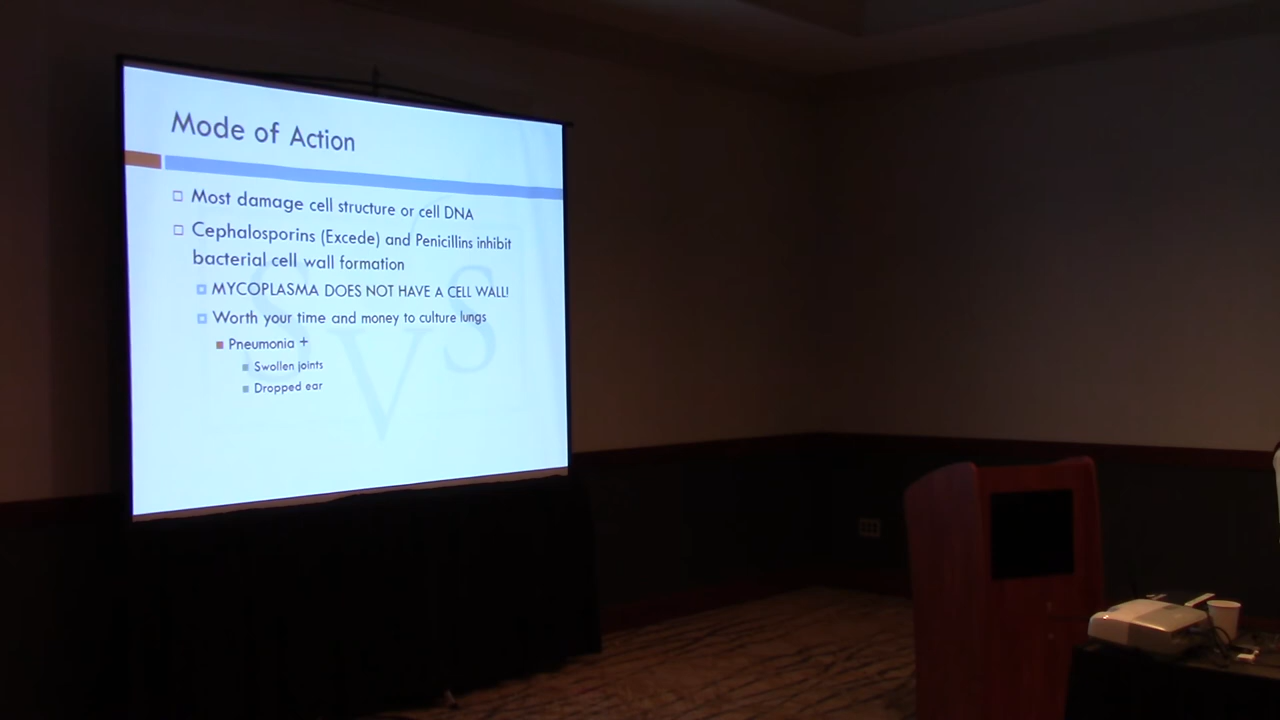 Mode of Action
Most damage cell structure or cell DNA
Cephalosporins (Excede) and Penicillins inhibit
bacterial cell wall formation
MYCOPLASMA DOES NOT HAVE A CELL WALL!
Worth your time and money to culture lungs
Pneumonia +
Swollen joints
Dropped ear
SVS